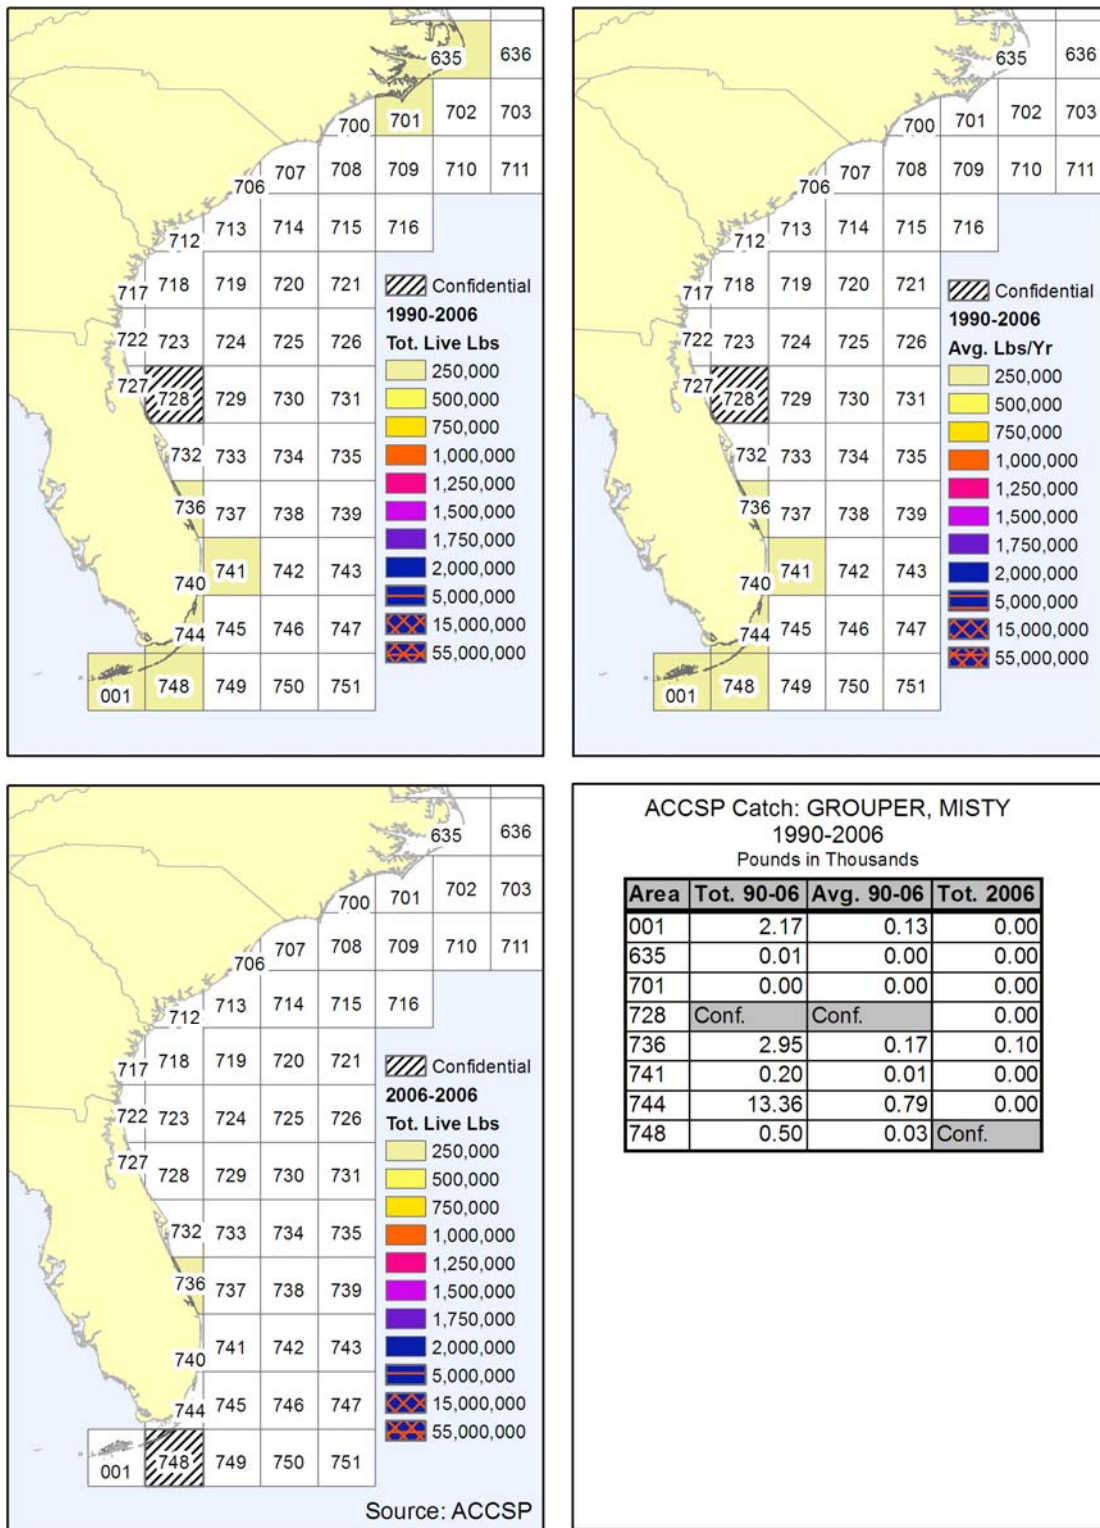 635 636
700 701 702 703
706 707 708 709 710 711
712 713 714 715 716
717 718 719 720 721
722 723 724 725 726
727 728 729 730 731
732 733 734 735
736 737 738 739
740 741 742 743
744 745 746 747
001 748 749 750 751
Confidential
1990-2006
Tot. Live Lbs
250,000
500,000
750,000
1,000,000
1,250,000
1,500,000
1,750,000
2,000,000
5,000,000
15,000,000
55,000,000
635 636
700 701 702 703
706 707 708 709 710 711
712 713 714 715 716
717 718 719 720 721
722 723 724 725 726
727 728 729 730 731
732 733 734 735
736 737 738 739
740 741 742 743
744 745 746 747
001 748 749 750 751
Confidential
1990-2006
Avg. Lbs/Yr
250,000
500,000
750,000
1,000,000
1,250,000
1,500,000
1,750,000
2,000,000
5,000,000
15,000,000
55,000,000
635 636
700 701 702 703
706 707 708 709 710 711
712 713 714 715 716
717 718 719 720 721
722 723 724 725 726
727 728 729 730 731
732 733 734 735
736 737 738 739
740 741 742 743
744 745 746 747
001 748 749 750 751
Confidential
2006-2006
Tot. Live Lbs
250,000
500,000
750,000
1,000,000
1,250,000
1,500,000
1,750,000
2,000,000
5,000,000
15,000,000
55,000,000
Source: ACCSP
ACCSP Catch: GROUPER, MISTY
1990-2006
Pounds in Thousands
Area Tot. 90-06 Avg. 90-06 Tot. 2006
001 2.17 0.13 0.00
635 0.01 0.00 0.00
701 0.00 0.00 0.00
728 Conf. Conf. 0.00
736 2.95 0.17 0.10
741 0.20 0.01 0.00
744 13.36 0.79 0.00
748 0.50 0.03 Conf.